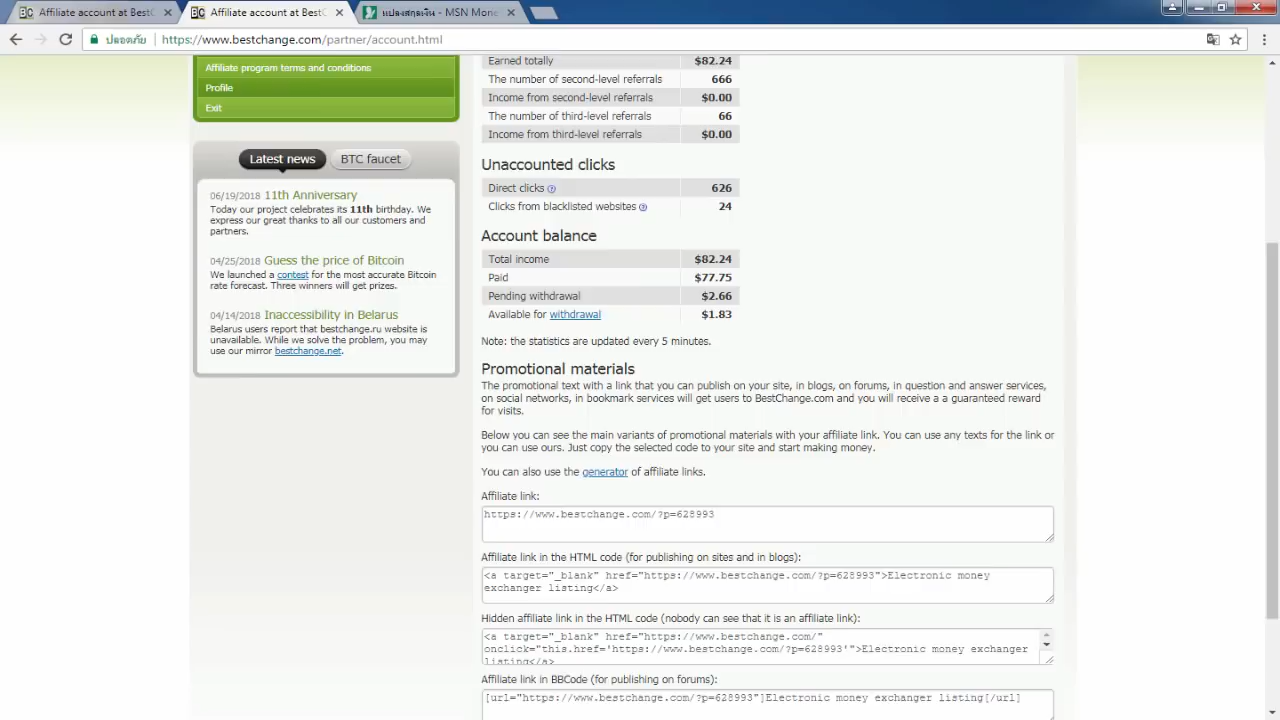 Affiliate account at BestC
Affiliate account at BestC
แปลงสกุลเงิน - MSN Mone
ปลอดภัย
https://www.bestchange.com/partner/account.html
Affiliate program terms and conditions
Profile
Exit
Latest news
BTC faucet
06/19/2018 11th Anniversary
Today our project celebrates its 11th birthday. We
express our great thanks to all our customers and
partners.
04/25/2018 Guess the price of Bitcoin
We launched a contest for the most accurate Bitcoin
rate forecast. Three winners will get prizes.
04/14/2018 Inaccessibility in Belarus
Belarus users report that bestchange.ru website is
unavailable. While we solve the problem, you may
use our mirror bestchange.net.
Earned totally $82.24
The number of second-level referrals 666
Income from second-level referrals $0.00
The number of third-level referrals 66
Income from third-level referrals $0.00
Unaccounted clicks
Direct clicks ? 626
Clicks from blacklisted websites ? 24
Account balance
Total income $82.24
Paid $77.75
Pending withdrawal $2.66
Available for withdrawal $1.83
Note: the statistics are updated every 5 minutes.
Promotional materials
The promotional text with a link that you can publish on your site, in blogs, on forums, in question and answer services,
on social networks, in bookmark services will get users to BestChange.com and you will receive a a guaranteed reward
for visits.
Below you can see the main variants of promotional materials with your affiliate link. You can use any texts for the link or
you can use ours. Just copy the selected code to your site and start making money.
You can also use the generator of affiliate links.
Affiliate link:
https://www.bestchange.com/?p=628993
Affiliate link in the HTML code (for publishing on sites and in blogs):
<a target="_blank" href="https://www.bestchange.com/?p=628993">Electronic money
exchanger listing</a>
Hidden affiliate link in the HTML code (nobody can see that it is an affiliate link):
<a target="_blank" href="https://www.bestchange.com/"
onclick="this.href='https://www.bestchange.com/?p=628993'">Electronic money exchanger
listing</a>
Affiliate link in BBCode (for publishing on forums):
[url="https://www.bestchange.com/?p=628993"]Electronic money exchanger listing[/url]